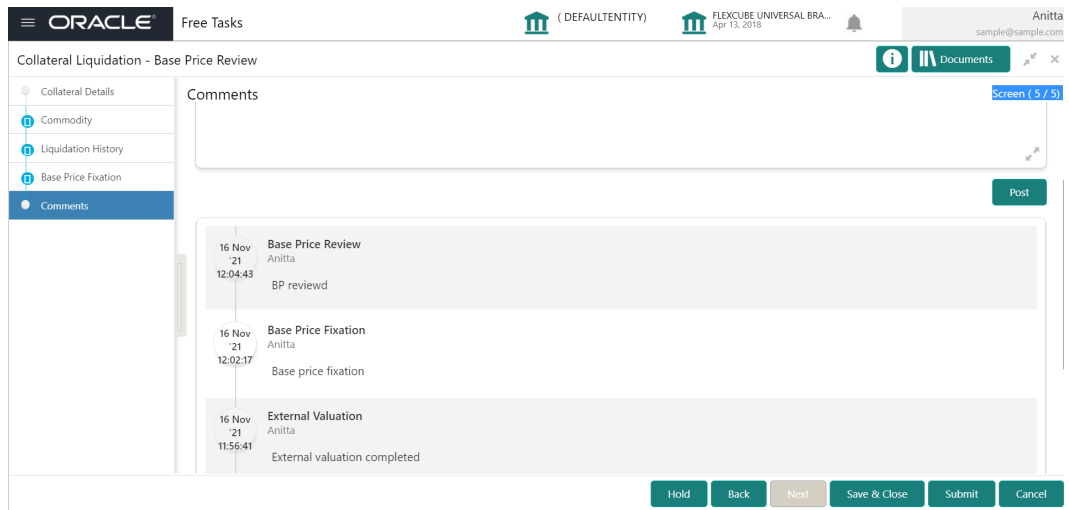 ORACLE®
Free Tasks
( DEFAULTENTITY)
FLEXCUBE UNIVERSAL BRA...
Apr 13, 2018
Anitta
sample@sample.com
Collateral Liquidation - Base Price Review
Documents
Collateral Details
Commodity
Liquidation History
Base Price Fixation
Comments
Comments
Screen ( 5 / 5)
Post
16 Nov
'21
12:04:43
Base Price Review
Anitta
BP reviewd
16 Nov
'21
12:02:17
Base Price Fixation
Anitta
Base price fixation
16 Nov
'21
11:56:41
External Valuation
Anitta
External valuation completed
Hold
Back
Next
Save & Close
Submit
Cancel